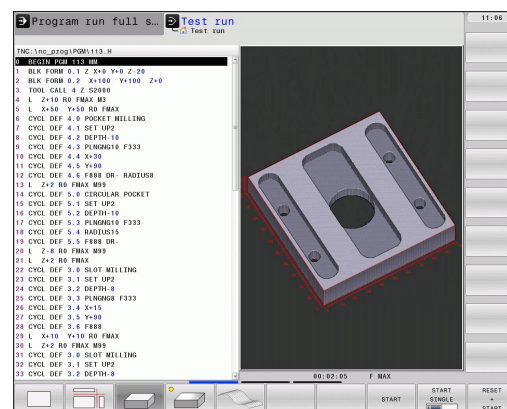 Program run full s...
Test run
Test run
11:06
TNC:\nc_prog\PGM\113.H
0 BEGIN PGM 113 MM
1 BLK FORM 0.1 Z X+0 Y+0 Z-20
2 BLK FORM 0.2 X+100 Y+100 Z+0
3 TOOL CALL 4 Z S2000
4 L Z+10 R0 FMAX M3
5 L X+50 Y+50 R0 FMAX
6 CYCL DEF 4.0 POCKET MILLING
7 CYCL DEF 4.1 SET UP2
8 CYCL DEF 4.2 DEPTH-10
9 CYCL DEF 4.3 PLNGNG10 F333
10 CYCL DEF 4.4 X+30
11 CYCL DEF 4.5 Y+90
12 CYCL DEF 4.6 F888 DR- RADIUS8
13 L Z+2 R0 FMAX M99
14 CYCL DEF 5.0 CIRCULAR POCKET
15 CYCL DEF 5.1 SET UP2
16 CYCL DEF 5.2 DEPTH-10
17 CYCL DEF 5.3 PLNGNG10 F333
18 CYCL DEF 5.4 RADIUS15
19 CYCL DEF 5.5 F888 DR-
20 L Z-8 R0 FMAX M99
21 L Z+2 R0 FMAX
22 CYCL DEF 3.0 SLOT MILLING
23 CYCL DEF 3.1 SET UP2
24 CYCL DEF 3.2 DEPTH-8
25 CYCL DEF 3.3 PLNGNG8 F333
26 CYCL DEF 3.4 X+15
27 CYCL DEF 3.5 Y+90
28 CYCL DEF 3.6 F888
29 L X+10 Y+10 R0 FMAX
30 L Z+2 R0 FMAX M99
31 CYCL DEF 3.0 SLOT MILLING
32 CYCL DEF 3.1 SET UP2
33 CYCL DEF 3.2 DEPTH-8
00:02:05 F MAX
START
START SINGLE
RESET + START